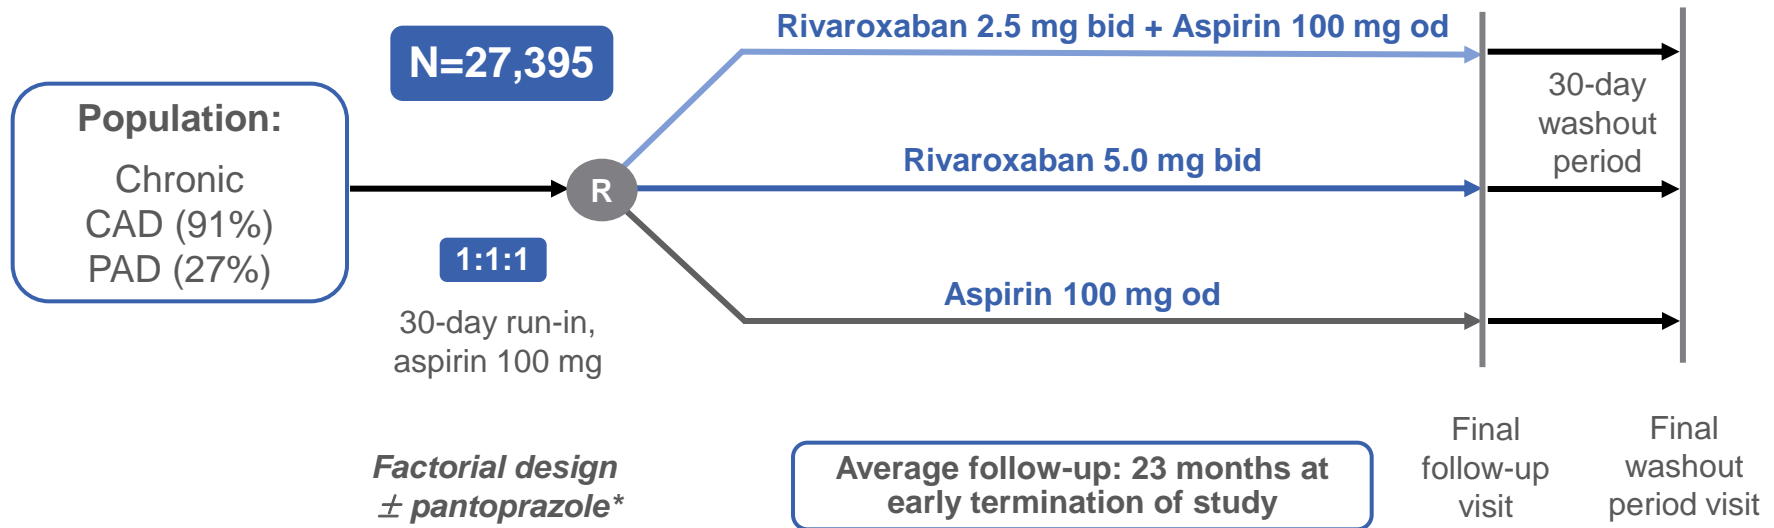 Population:
Chronic
CAD (91%)
PAD (27%)
N=27,395
1:1:1
30-day run-in,
aspirin 100 mg
Factorial design
± pantoprazole*
R
Rivaroxaban 2.5 mg bid + Aspirin 100 mg od
Rivaroxaban 5.0 mg bid
Aspirin 100 mg od
30-day
washout
period
Average follow-up: 23 months at
early termination of study
Final
follow-up
visit
Final
washout
period visit